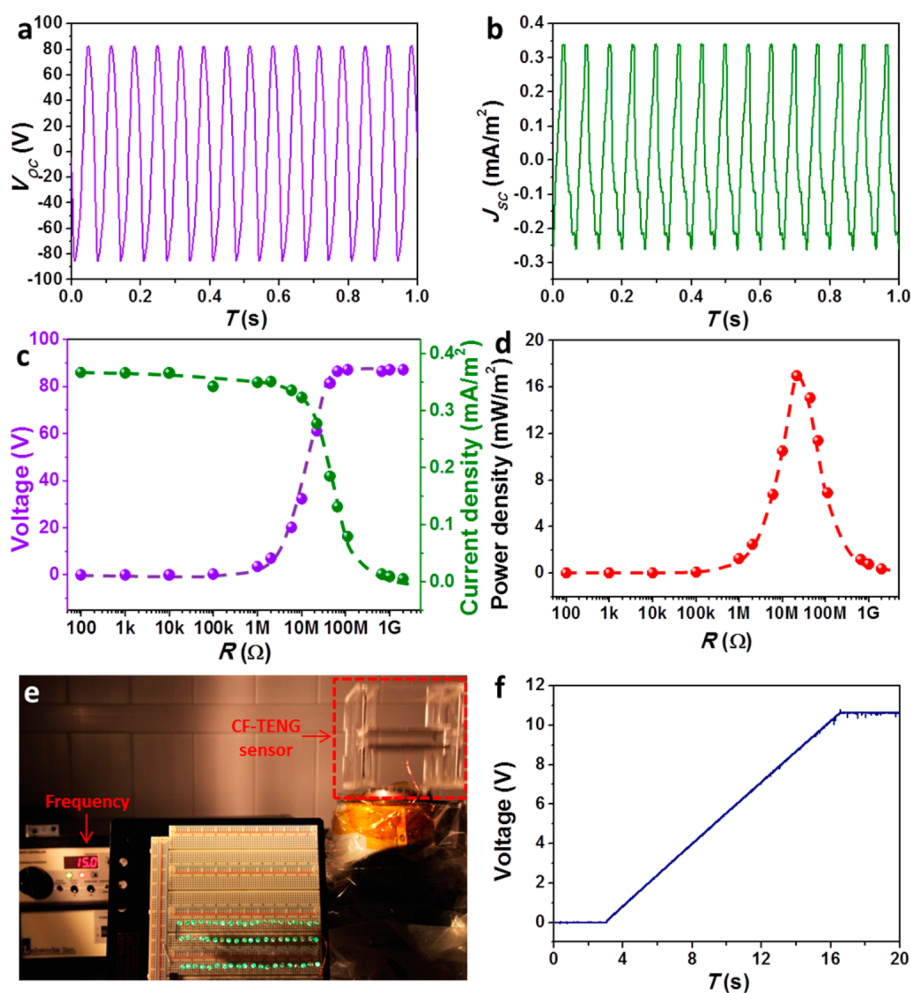 a
V_OC (V)
100
80
60
40
20
0
-20
-40
-60
-80
-100
0.0 0.2 0.4 0.6 0.8 1.0
T (s)
b
J_SC (mA/m²)
0.4
0.3
0.2
0.1
0.0
-0.1
-0.2
-0.3
0.0 0.2 0.4 0.6 0.8 1.0
T (s)
c
Voltage (V)
100
80
60
40
20
0
100 1k 10k 100k 1M 10M 100M 1G
R (Ω)
0.4
0.3
0.2
0.1
0.0
Current density (mA/m²)
d
Power density (mW/m²)
20
16
12
8
4
0
100 1k 10k 100k 1M 10M 100M 1G
R (Ω)
e
CF-TENG
sensor
Frequency
15.0
f
Voltage (V)
12
10
8
6
4
2
0
0 4 8 12 16 20
T (s)